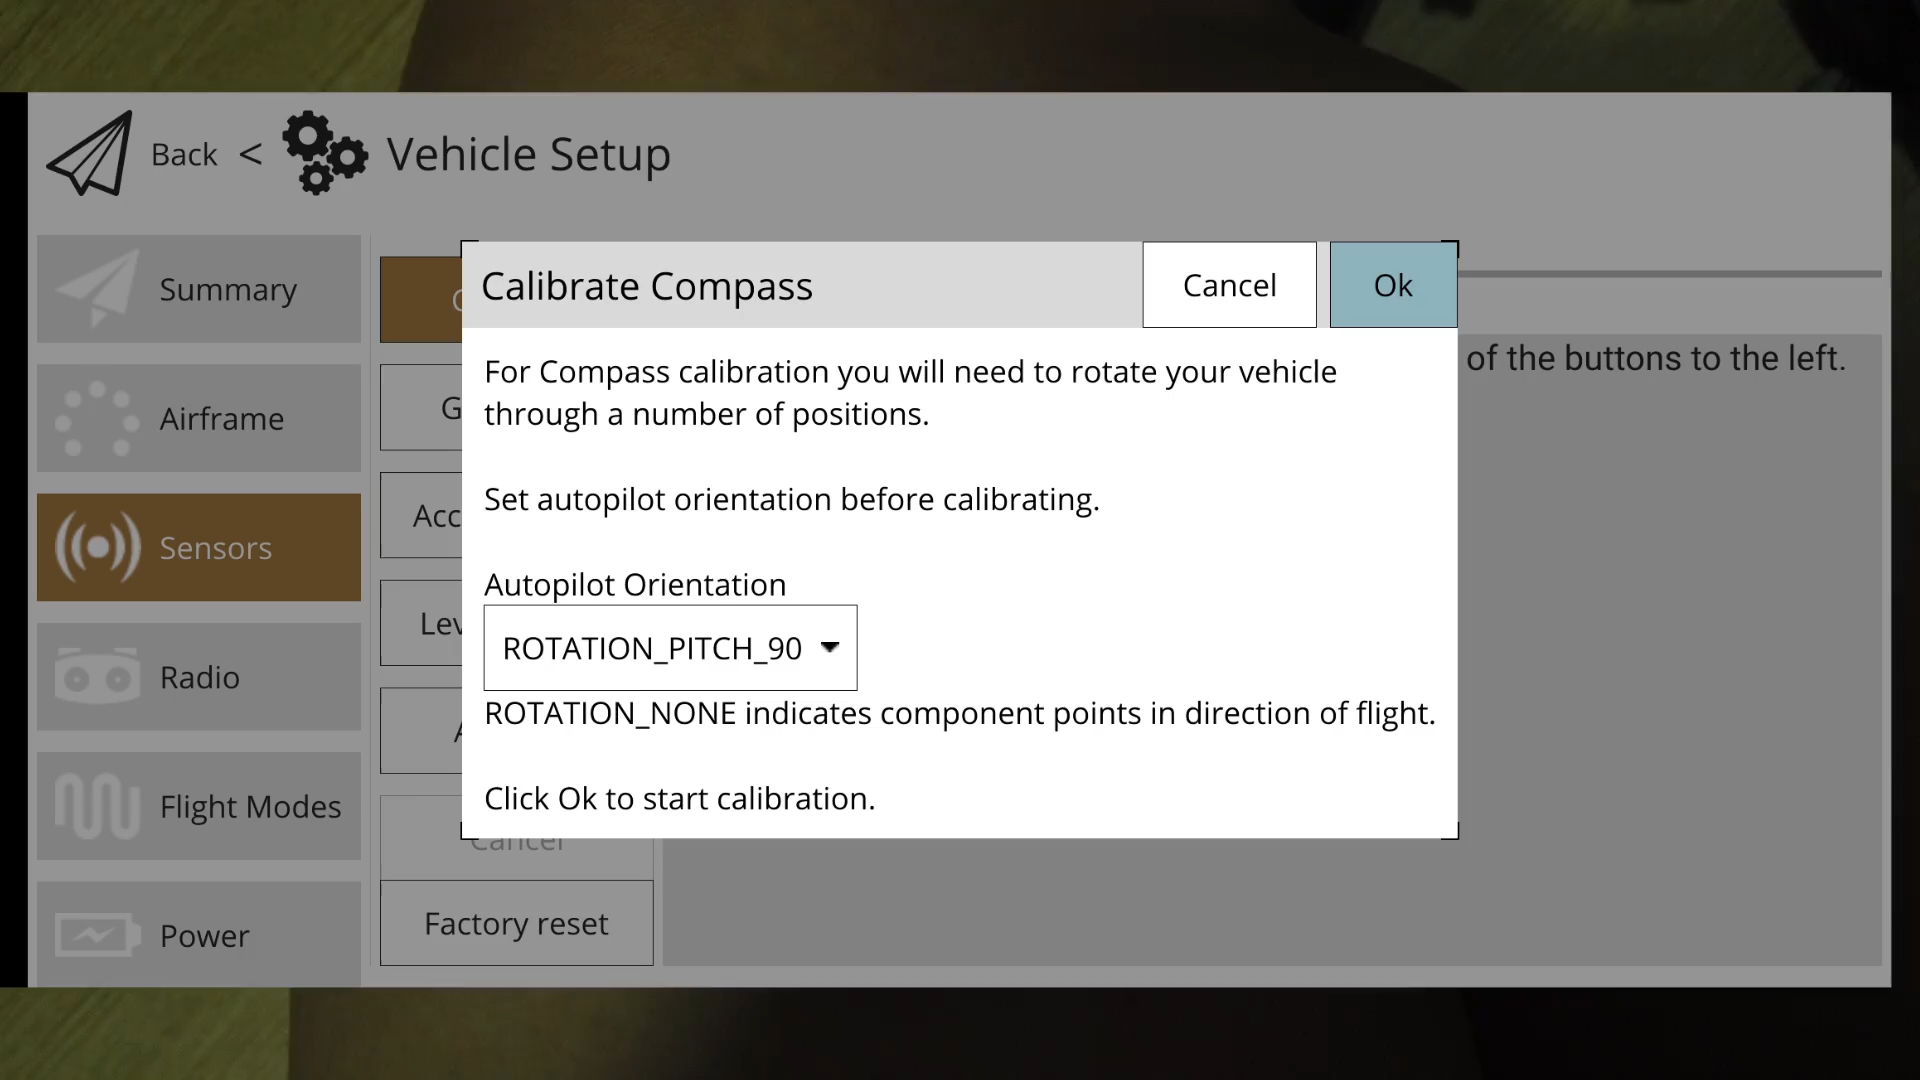 Back < Vehicle Setup
Summary
Airframe
Sensors
Radio
Flight Modes
Power
Calibrate Compass
Cancel
Ok
For Compass calibration you will need to rotate your vehicle
through a number of positions.
Set autopilot orientation before calibrating.
Autopilot Orientation
ROTATION_PITCH_90
ROTATION_NONE indicates component points in direction of flight.
Click Ok to start calibration.
of the buttons to the left.
G
Acc
Lev
Cancel
Factory reset